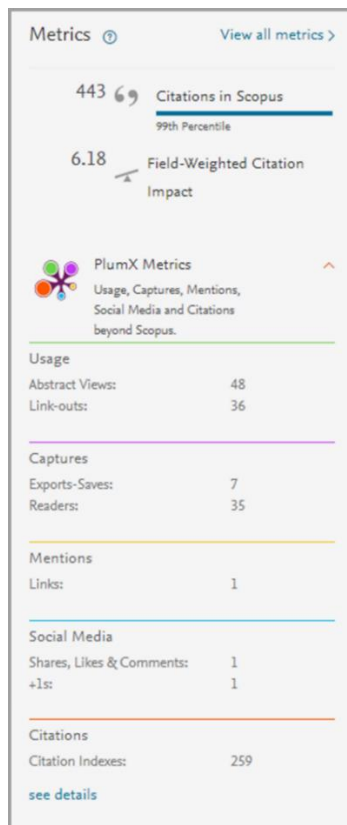 Metrics ? View all metrics >
443 Citations in Scopus
99th Percentile
6.18 Field-Weighted Citation
Impact
PlumX Metrics
Usage, Captures, Mentions,
Social Media and Citations
beyond Scopus.
Usage
Abstract Views: 48
Link-outs: 36
Captures
Exports-Saves: 7
Readers: 35
Mentions
Links: 1
Social Media
Shares, Likes & Comments: 1
+1s: 1
Citations
Citation Indexes: 259
see details